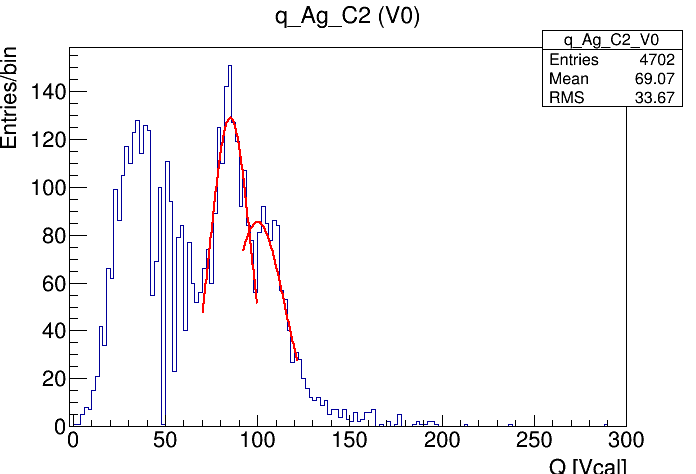 q_Ag_C2 (V0)
q_Ag_C2_V0
Entries 4702
Mean 69.07
RMS 33.67
Entries/bin
140
120
100
80
60
40
20
0
0 50 100 150 200 250 300
Q [Vcal]